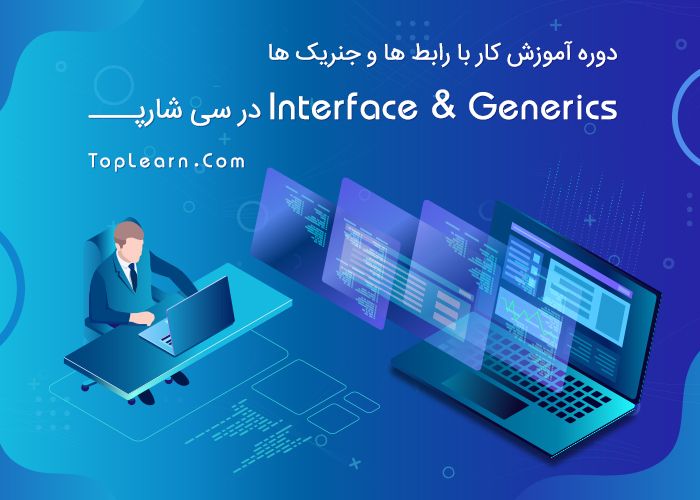 دوره آموزش کار با رابط ها و جنریک ها
Interface & Generics در سی شارپ
TopLearn.Com